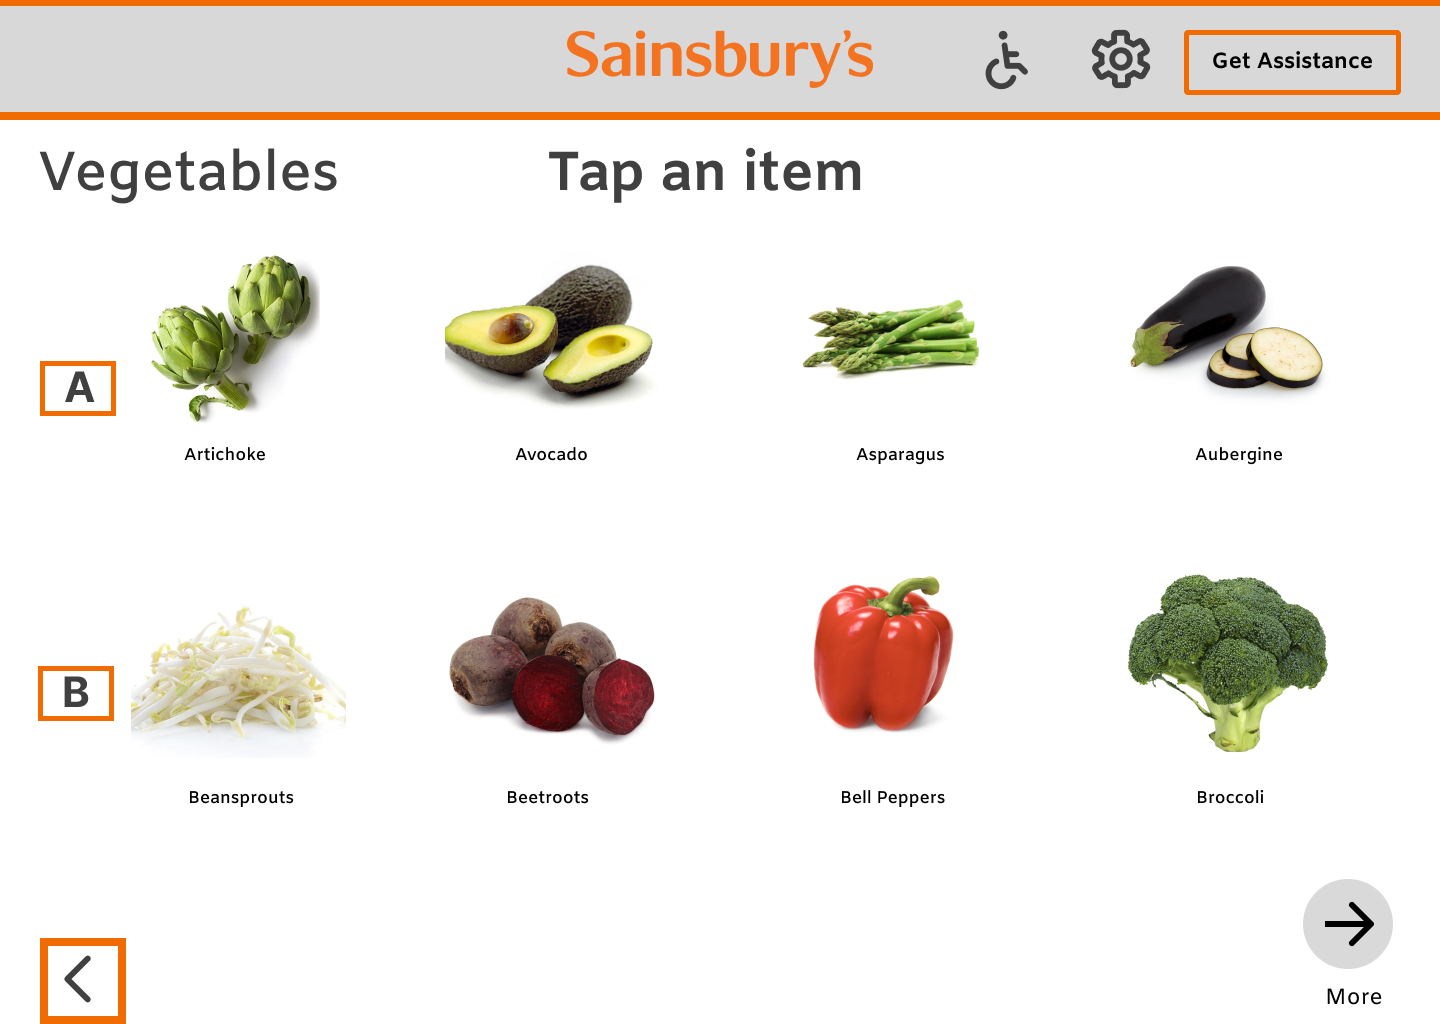 Sainsbury's
Get Assistance
Vegetables
Tap an item
A
Artichoke
Avocado
Asparagus
Aubergine
B
Beansprouts
Beetroots
Bell Peppers
Broccoli
More